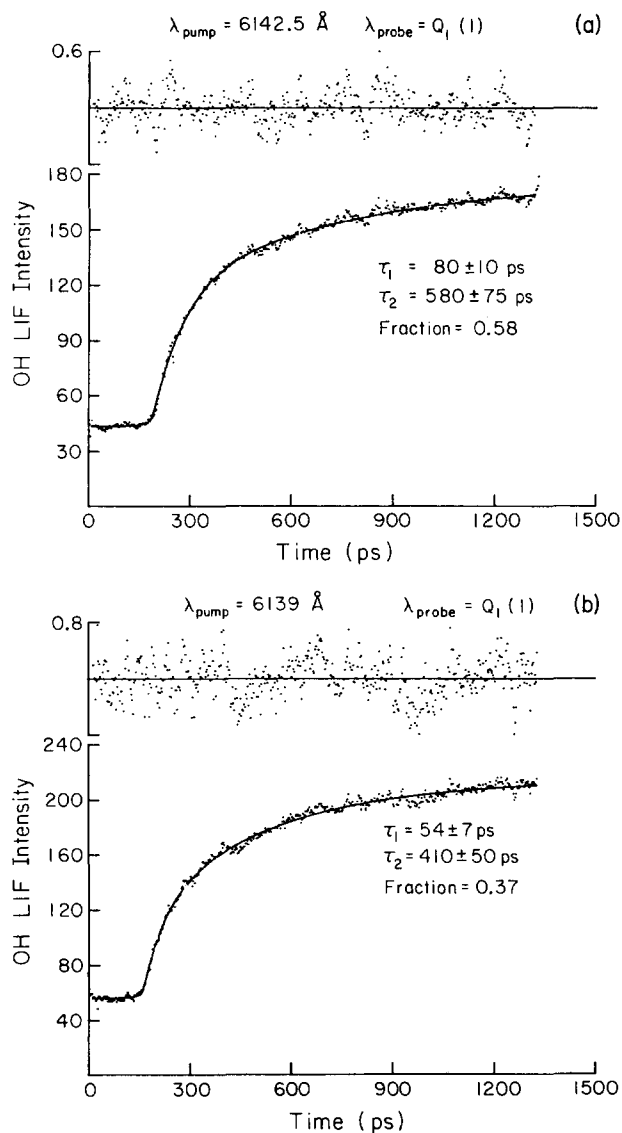 λpump = 6142.5 Å λprobe = Q₁ (1) (a)
0.6
180
150
120
90
60
30
OH LIF Intensity
τ₁ = 80±10 ps
τ₂ = 580±75 ps
Fraction = 0.58
0 300 600 900 1200 1500
Time (ps)
λpump = 6139 Å λprobe = Q₁ (1) (b)
0.8
240
200
160
120
80
40
OH LIF Intensity
τ₁ = 54±7 ps
τ₂ = 410±50 ps
Fraction = 0.37
0 300 600 900 1200 1500
Time (ps)